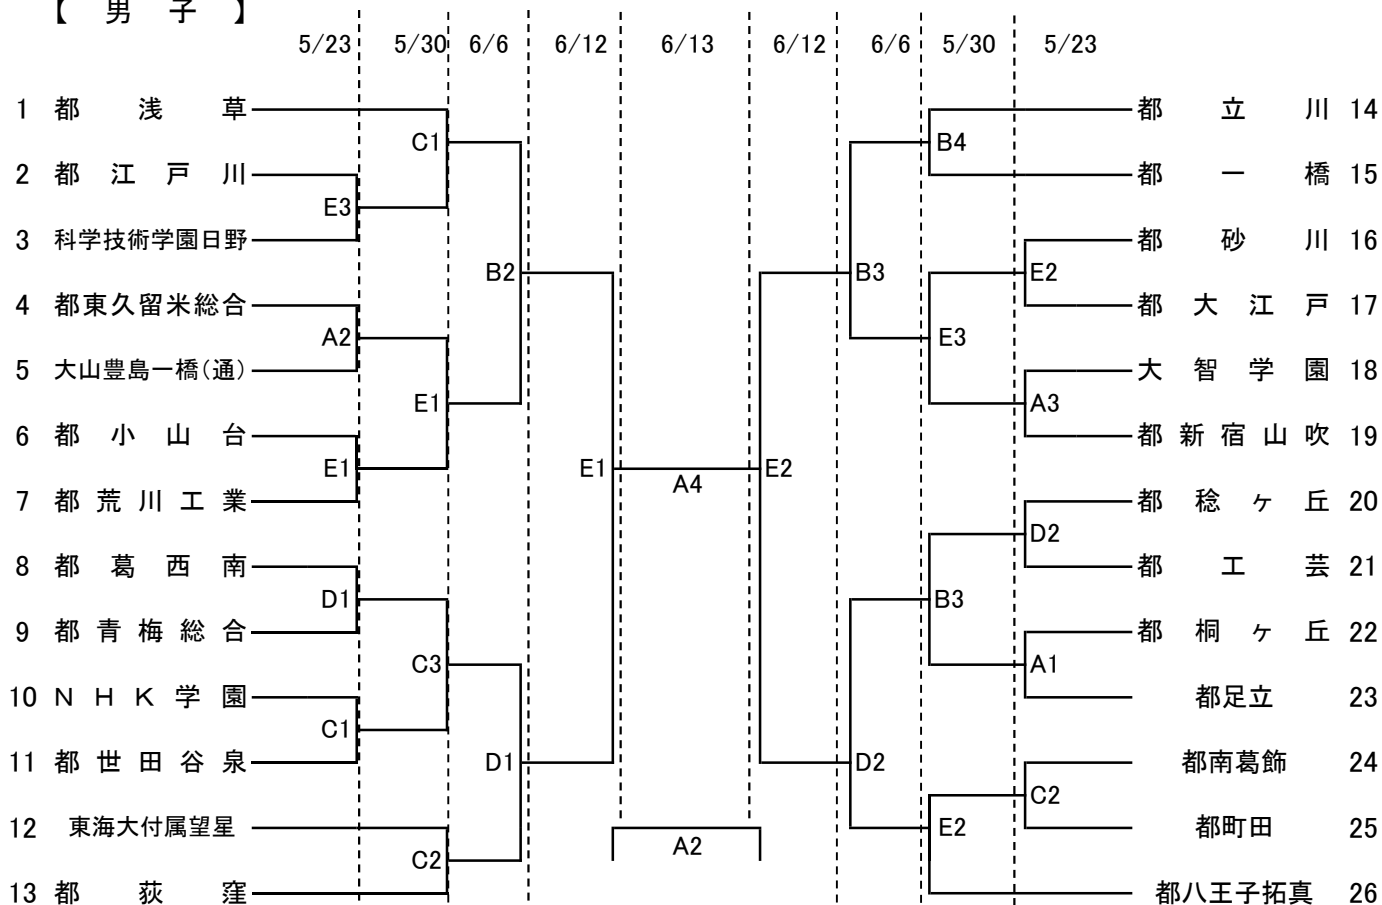 【 男 子 】
5/23 5/30 6/6 6/12 6/13 6/12 6/6 5/30 5/23
1 都 浅 草 都 立 川 14
C1 B4
2 都 江 戸 川 都 一 橋 15
E3
3 科学技術学園日野 都 砂 川 16
B2 B3 E2
4 都東久留米総合 都 大 江 戸 17
A2 E3
5 大山豊島一橋(通) 大 智 学 園 18
E1 A3
6 都 小 山 台 都 新 宿 山 吹 19
E1 E1 A4 E2
7 都 荒 川 工 業 都 稔 ヶ 丘 20
D2
8 都 葛 西 南 都 工 芸 21
D1 B3
9 都 青 梅 総 合 都 桐 ヶ 丘 22
C3 A1
10 N H K 学 園 都足立 23
C1
11 都 世 田 谷 泉 D1 D2 都南葛飾 24
C2
12 東海大付属望星 E2 都町田 25
A2
C2
13 都 荻 窪 都八王子拓真 26